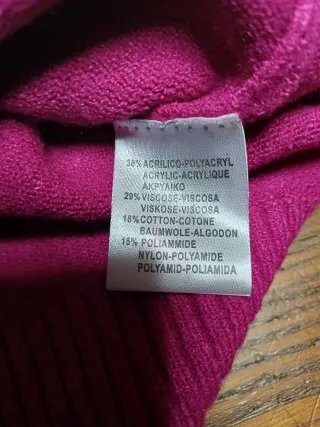 38% ACRILICO-POLYACRYL
ACRYLIC-ACRYLIQUE
AKPYAIKO
29% VISCOSE-VISCOSA
VISKOSE-VISCOSA
18% COTTON-COTONE
BAUMWOLE-ALGODON
15% POLIAMMIDE
NYLON-POLYAMIDE
POLYAMID-POLIAMIDA